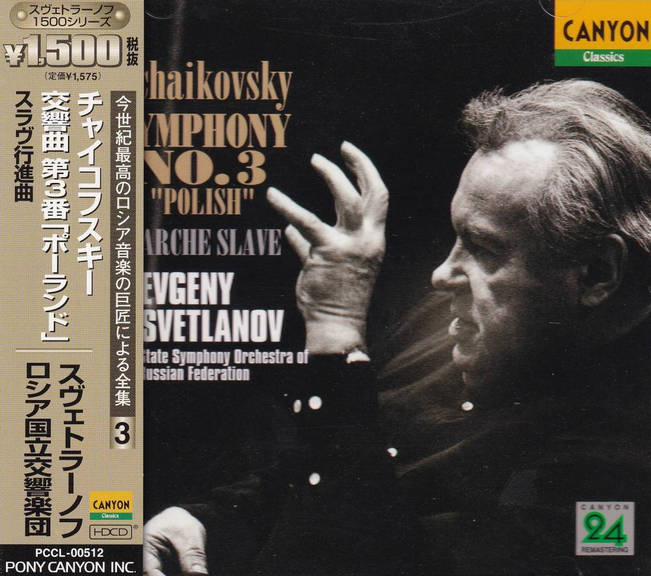 スヴェトラーノフ
1500シリーズ
¥1,500 税抜
(定価¥1,575)
今世紀最高のロシア音楽の巨匠による全集 3
チャイコフスキー
交響曲 第3番「ポーランド」
スラヴ行進曲
スヴェトラーノフ
ロシア国立交響楽団
CANYON
Classics
HDCD®
PCCL-00512
PONY CANYON INC.
chaikovsky
YMPHONY
NO.3
"POLISH"
ARCHE SLAVE
EVGENY
SVETLANOV
State Symphony Orchestra of
Russian Federation
CANYON
Classics
CANYON
24
REMASTERING